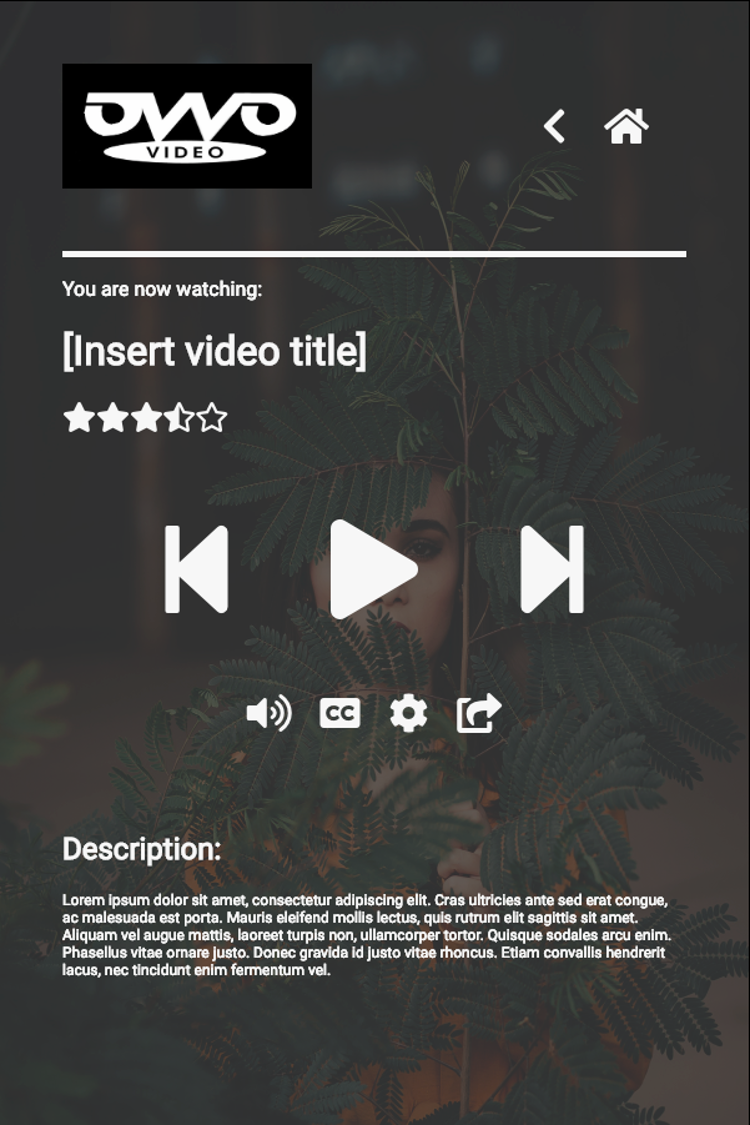 OWO
VIDEO
You are now watching:
[Insert video title]
CC
Description:
Lorem ipsum dolor sit amet, consectetur adipiscing elit. Cras ultricies ante sed erat congue,
ac malesuada est porta. Mauris eleifend mollis lectus, quis rutrum elit sagittis sit amet.
Aliquam vel augue mattis, laoreet turpis non, ullamcorper tortor. Quisque sodales arcu enim.
Phasellus vitae ornare justo. Donec gravida id justo vitae rhoncus. Etiam convallis hendrerit
lacus, nec tincidunt enim fermentum vel.